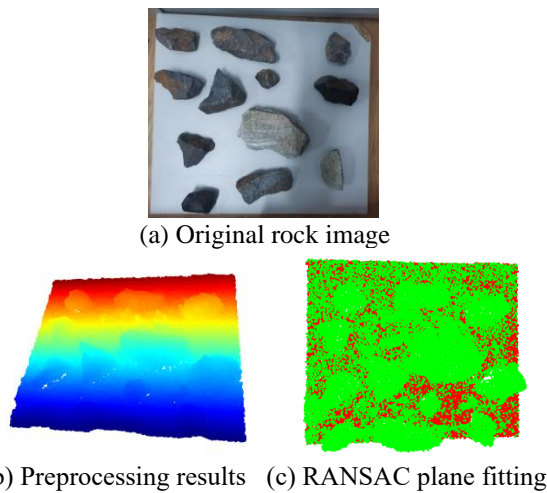 (a) Original rock image
) Preprocessing results (c) RANSAC plane fitting